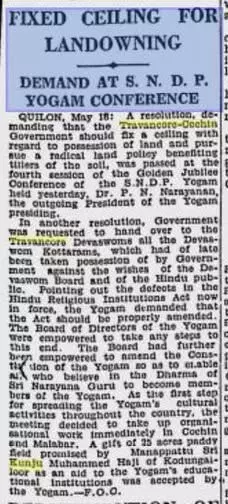 FIXED CEILING FOR
LANDOWNING
DEMAND AT S. N. D. P.
YOGAM CONFERENCE
QUILON, May 18: A resolution, de-
manding that the Travancore-Cochin
Government should fix a ceiling with
regard to possession of land and pur-
sue a radical land policy benefiting
tillers of the soil, was passed at the
fourth session of the Golden Jubilee
Conference of the S.N.D.P. Yogam
held yesterday, Dr. P. N. Narayanan,
the outgoing President of the Yogam
presiding.
In another resolution, Government
was requested to hand over to the
Travancore Devaswoms all the Devas-
wom Kottarams, which had of late
been taken possession of by Govern-
ment against the wishes of the De-
vaswom Board and of the Hindu pub-
lic. Pointing out the defects in the
Hindu Religious Institutions Act now
in force, the Yogam demanded that
the Act should be properly amended.
The Board of Directors of the Yogam
were empowered to take any steps to
this end. The Board had further
been empowered to amend the Cons-
tion of the Yogam so as to enable
all who believe in the Dharma of
Sri Narayana Guru to become mem-
bers of the Yogam. As the first step
for spreading the Yogam's cultural
activities throughout the country, the
meeting decided to take up organi-
sational work immediately in Cochin
and Malabar. A gift of 25 acres paddy
field promised by Manappattu Sri
Kunju Muhammed Haji of Kodungal-
loor as an aid to the Yogam's educa-
tional institutions was accepted by
the Yogam.—F.O.C.